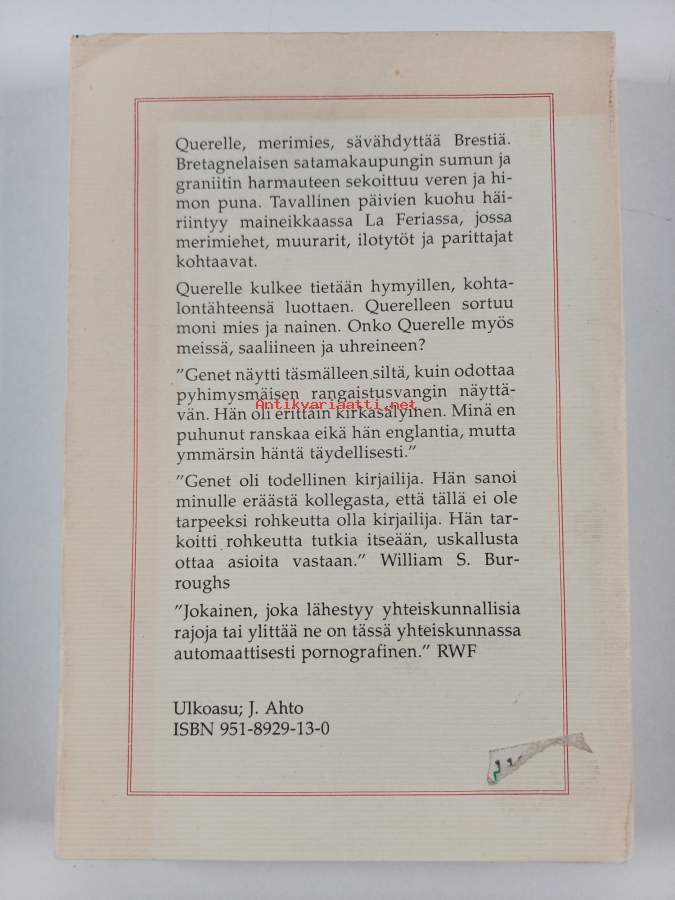 Querelle, merimies, sävähdyttää Brestiä.
Bretagnelaisen satamakaupungin sumun ja
graniitin harmauteen sekoittuu veren ja hi-
mon puna. Tavallinen päivien kuohu häi-
riintyy maineikkaassa La Feriassa, jossa
merimiehet, muurarit, ilotytöt ja parittajat
kohtaavat.
Querelle kulkee tietään hymyillen, kohta-
lontähteensä luottaen. Querelleen sortuu
moni mies ja nainen. Onko Querelle myös
meissä, saaliineen ja uhreineen?
"Genet näytti täsmälleen siltä, kuin odottaa
pyhimysmäisen rangaistusvangin näyttä-
Antikvariaatti.net
vän. Hän oli erittäin kirkasälyinen. Minä en
puhunut ranskaa eikä hän englantia, mutta
ymmärsin häntä täydellisesti."
"Genet oli todellinen kirjailija. Hän sanoi
minulle eräästä kollegasta, että tällä ei ole
tarpeeksi rohkeutta olla kirjailija. Hän tar-
koitti rohkeutta tutkia itseään, uskallusta
ottaa asioita vastaan." William S. Bur-
roughs
"Jokainen, joka lähestyy yhteiskunnallisia
rajoja tai ylittää ne on tässä yhteiskunnassa
automaattisesti pornografinen." RWF
Ulkoasu; J. Ahto
ISBN 951-8929-13-0